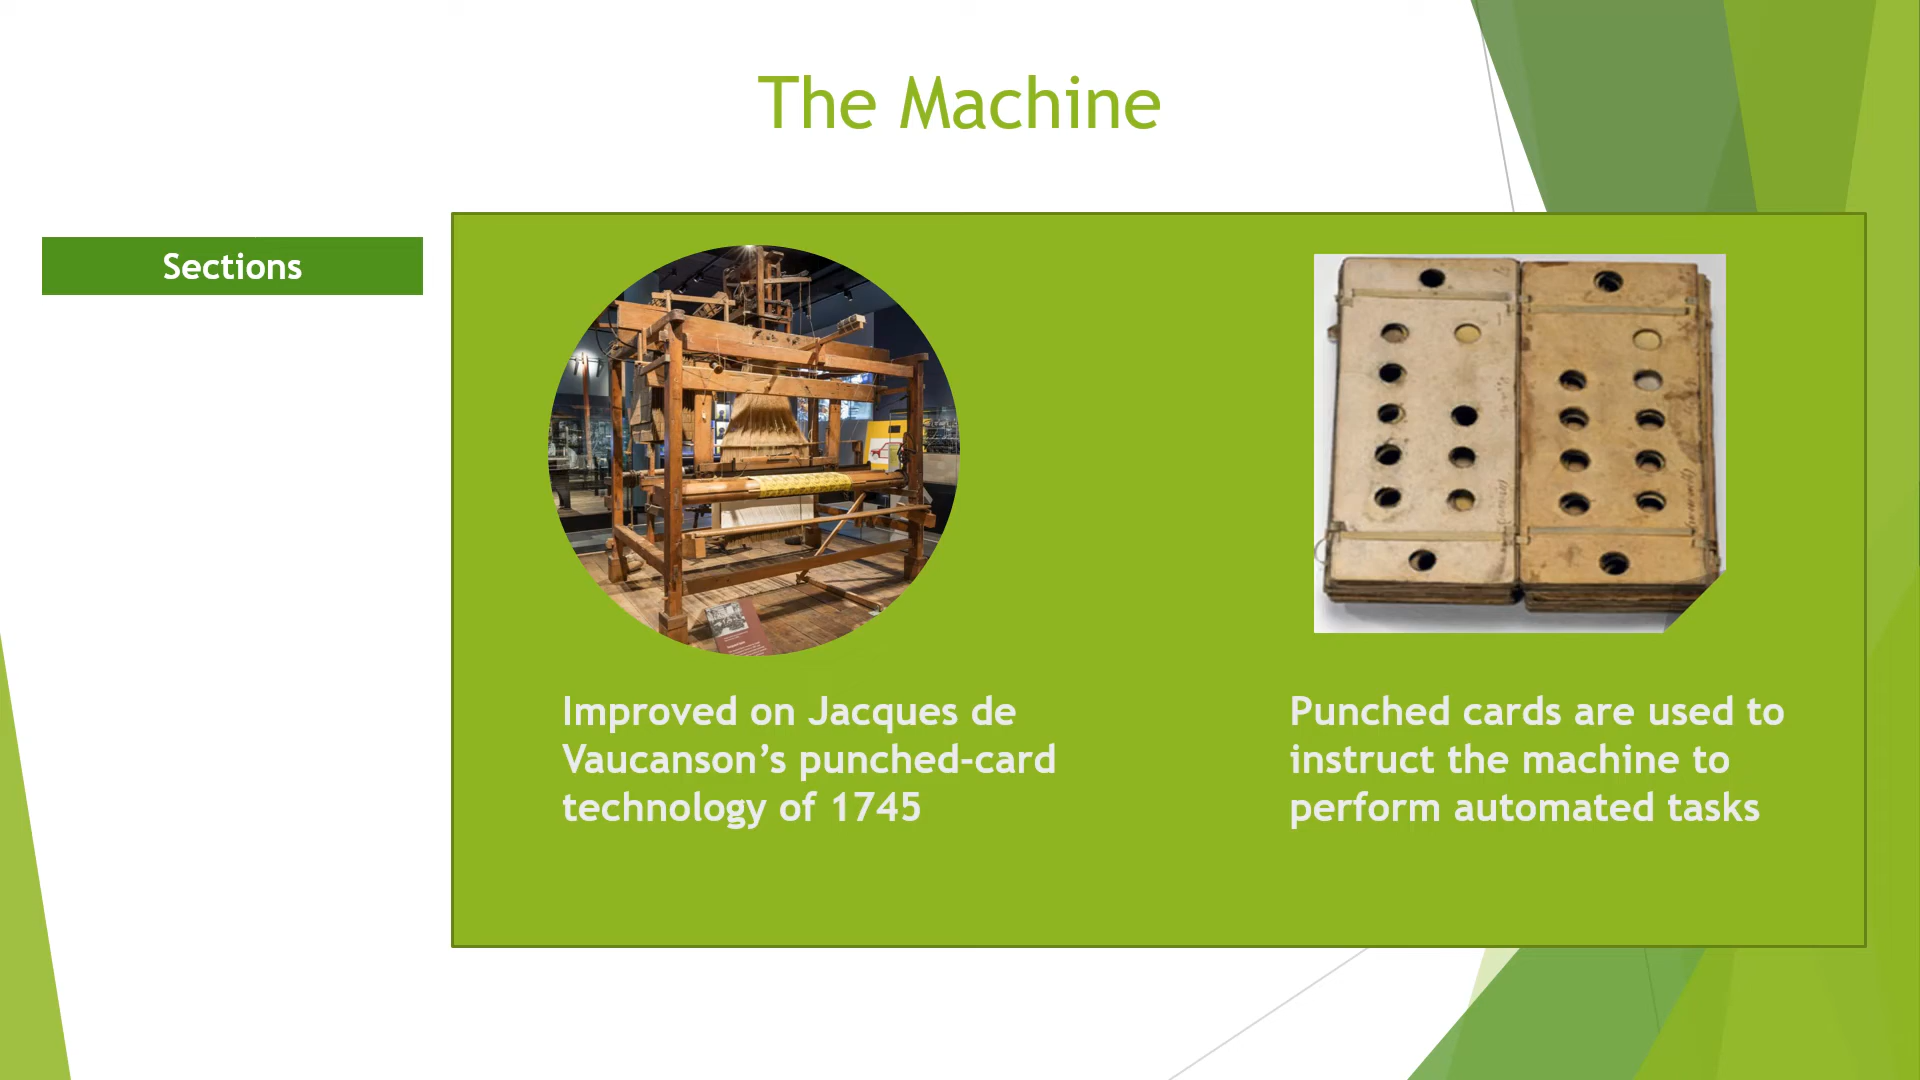 The Machine
Sections
Improved on Jacques de
Vaucanson’s punched-card
technology of 1745
Punched cards are used to
instruct the machine to
perform automated tasks